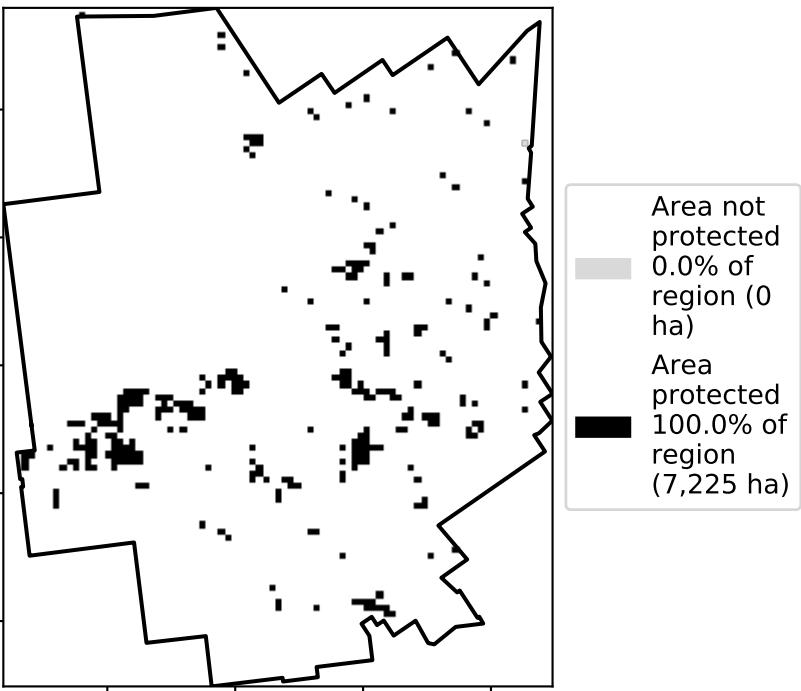 Area not
protected
0.0% of
region (0
ha)
Area
protected
100.0% of
region
(7,225 ha)